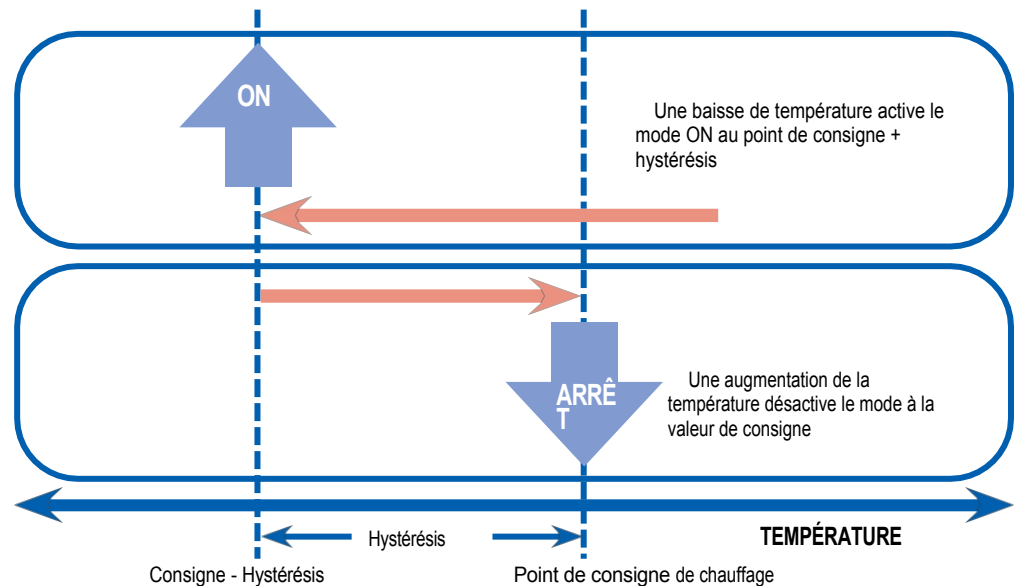 ON
Une baisse de température active le
mode ON au point de consigne +
hystérésis
ARRÊ
T
Une augmentation de la
température désactive le mode à la
valeur de consigne
Hystérésis
TEMPÉRATURE
Consigne - Hystérésis
Point de consigne de chauffage